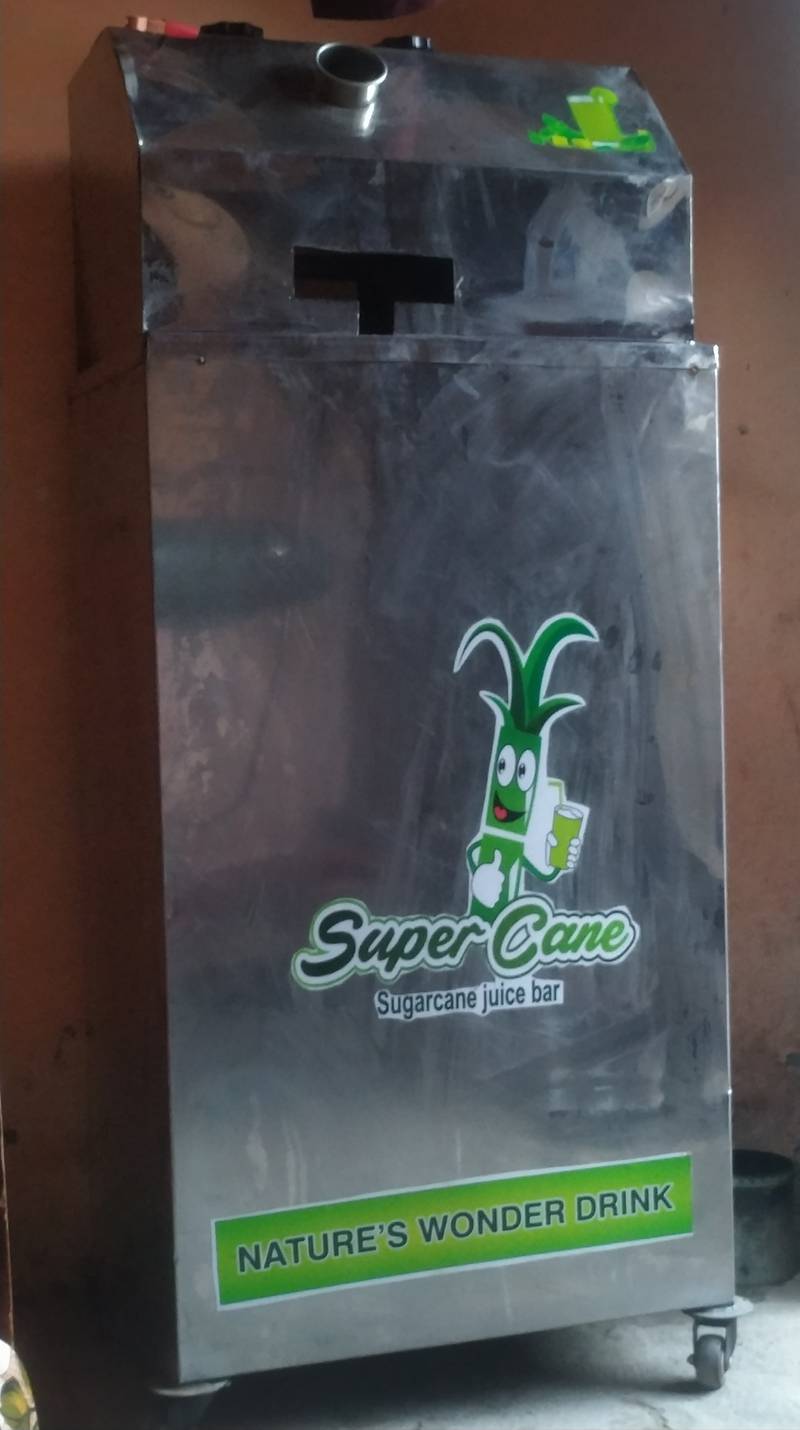 Super Cane
Sugarcane juice bar
NATURE'S WONDER DRINK